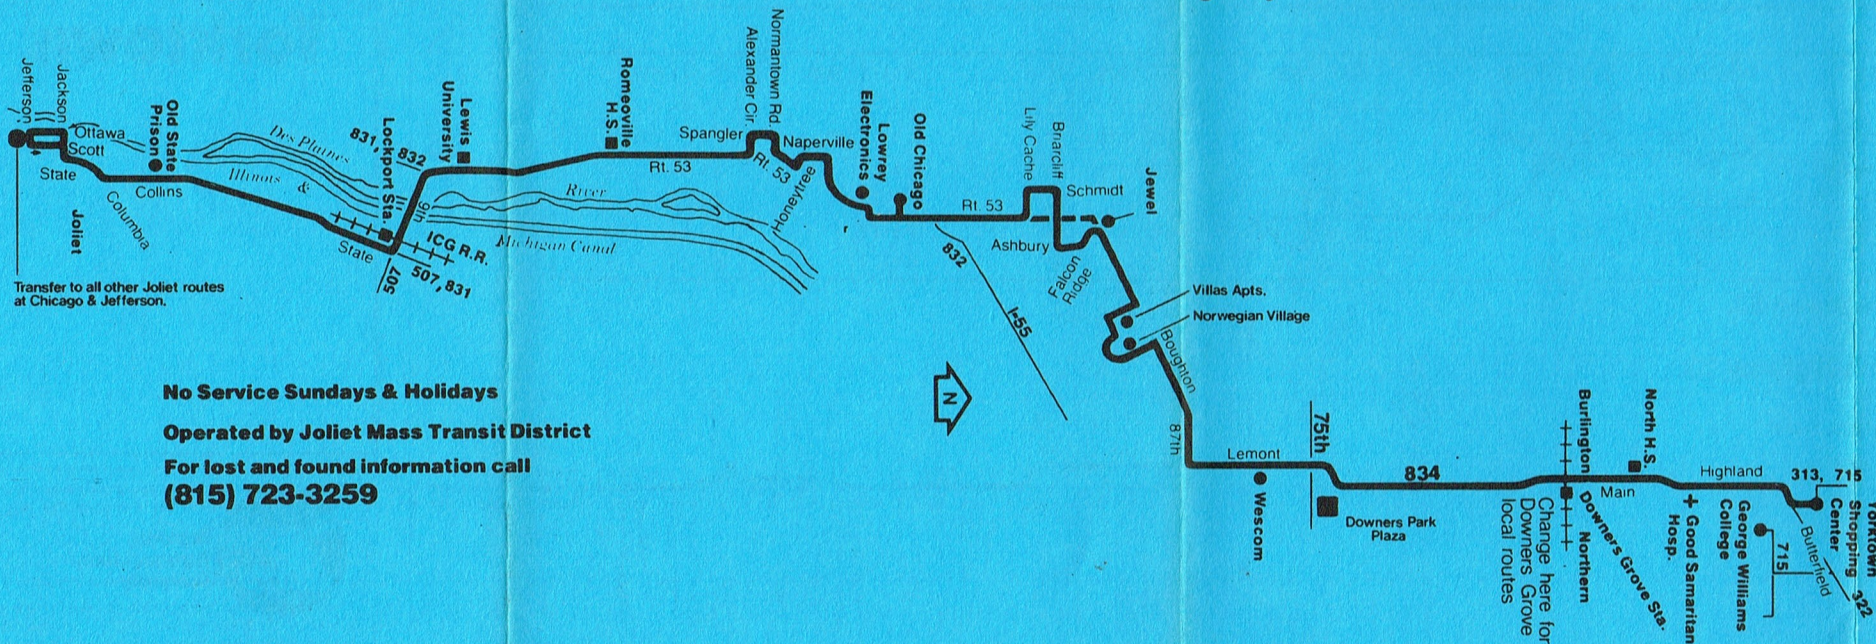 Jefferson
Jackson
Ottawa
Scott
State
Joliet
Columbia
Collins
Old State
Prison
Des Plaines
Illinois &
831, 832
Lockport Sta.
State
507
507, 831
ICG R.R.
9th
Michigan Canal
River
Lewis
University
Romeoville
H.S.
Rt. 53
Spangler
Alexander Cir.
Normantown Rd.
Rt. 53
Naperville
Honeytree
Lowrey
Electronics
Old Chicago
Rt. 53
832
I-55
Lily Cache
Briarcliff
Schmidt
Ashbury
Falcon
Ridge
Jewel
Villas Apts.
Norwegian Village
Boughton
87th
Lemont
Wescom
75th
Downers Park
Plaza
834
Burlington
Northern
Downers Grove Sta.
Change here for
Downers Grove
local routes
Main
North H.S.
Good Samaritan
Hosp.
Highland
George Williams
College
715
313, 715
Shopping
Center
Butterfield
322
Transfer to all other Joliet routes
at Chicago & Jefferson.
N
No Service Sundays & Holidays
Operated by Joliet Mass Transit District
For lost and found information call
(815) 723-3259